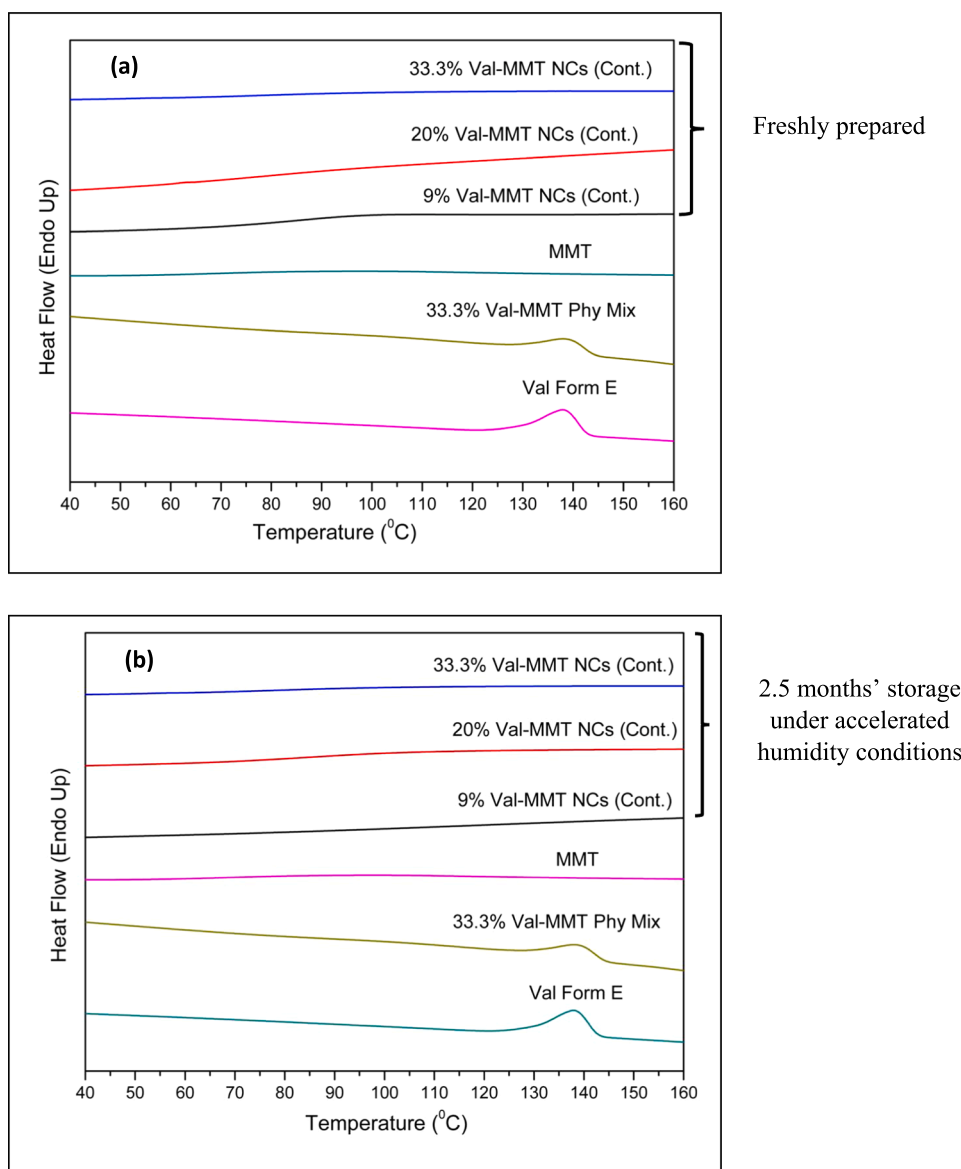 (a)
33.3% Val-MMT NCs (Cont.)
20% Val-MMT NCs (Cont.)
9% Val-MMT NCs (Cont.)
MMT
33.3% Val-MMT Phy Mix
Val Form E
Heat Flow (Endo Up)
40 50 60 70 80 90 100 110 120 130 140 150 160
Temperature (⁰C)
Freshly prepared
(b)
33.3% Val-MMT NCs (Cont.)
20% Val-MMT NCs (Cont.)
9% Val-MMT NCs (Cont.)
MMT
33.3% Val-MMT Phy Mix
Val Form E
Heat Flow (Endo Up)
40 50 60 70 80 90 100 110 120 130 140 150 160
Temperature (⁰C)
2.5 months’ storage
under accelerated
humidity conditions